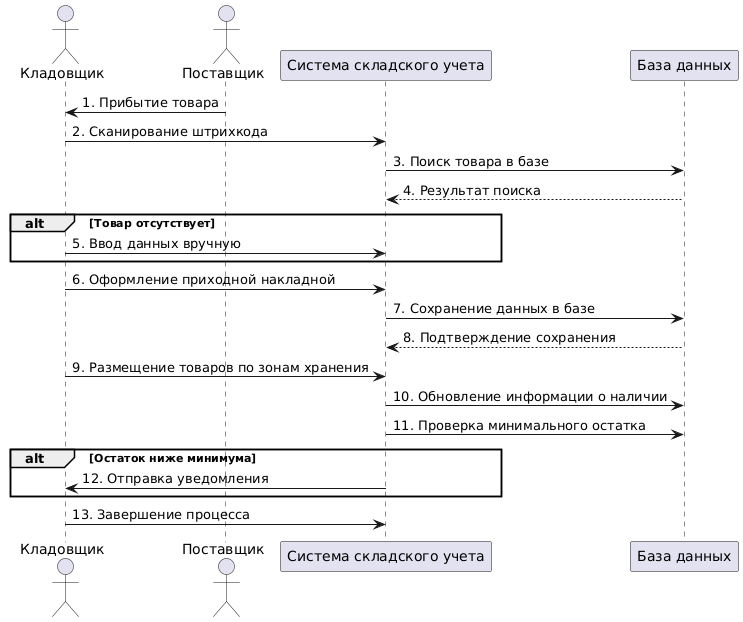 Кладовщик
Поставщик
Система складского учета
База данных
1. Прибытие товара
2. Сканирование штрихкода
3. Поиск товара в базе
4. Результат поиска
alt [Товар отсутствует]
5. Ввод данных вручную
6. Оформление приходной накладной
7. Сохранение данных в базе
8. Подтверждение сохранения
9. Размещение товаров по зонам хранения
10. Обновление информации о наличии
11. Проверка минимального остатка
alt [Остаток ниже минимума]
12. Отправка уведомления
13. Завершение процесса
Кладовщик
Поставщик
Система складского учета
База данных